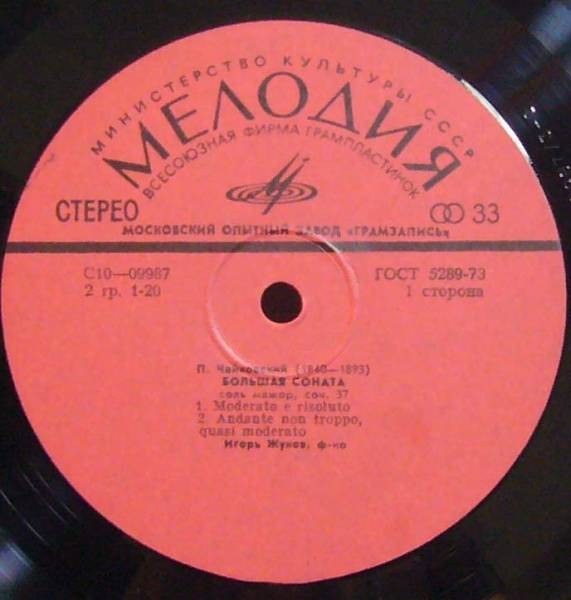 МИНИСТЕРСТВО КУЛЬТУРЫ СССР
МЕЛОДИЯ
ВСЕСОЮЗНАЯ ФИРМА ГРАМПЛАСТИНОК
СТЕРЕО
33
МОСКОВСКИЙ ОПЫТНЫЙ ЗАВОД «ГРАМЗАПИСЬ»
С10—09987
ГОСТ 5289-73
2 гр. 1-20
1 сторона
П. Чайковский (1840—1893)
БОЛЬШАЯ СОНАТА
соль мажор, соч. 37
1. Moderato e risoluto
2. Andante non troppo,
quasi moderato
Игорь Жуков, ф-но